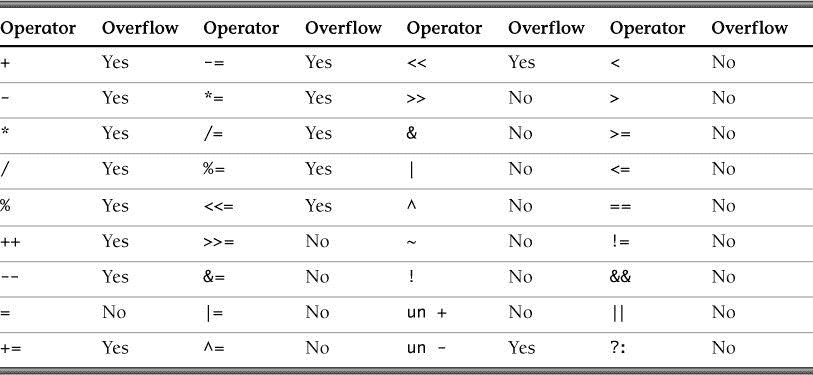 Operator Overflow Operator Overflow Operator Overflow Operator Overflow
+ Yes -= Yes << Yes < No
- Yes *= Yes >> No > No
* Yes /= Yes & No >= No
/ Yes %= Yes | No <= No
% Yes <<= Yes ^ No == No
++ Yes >>= No ~ No != No
-- Yes &= No ! No && No
= No |= No un + No || No
+= Yes ^= No un - Yes ?: No